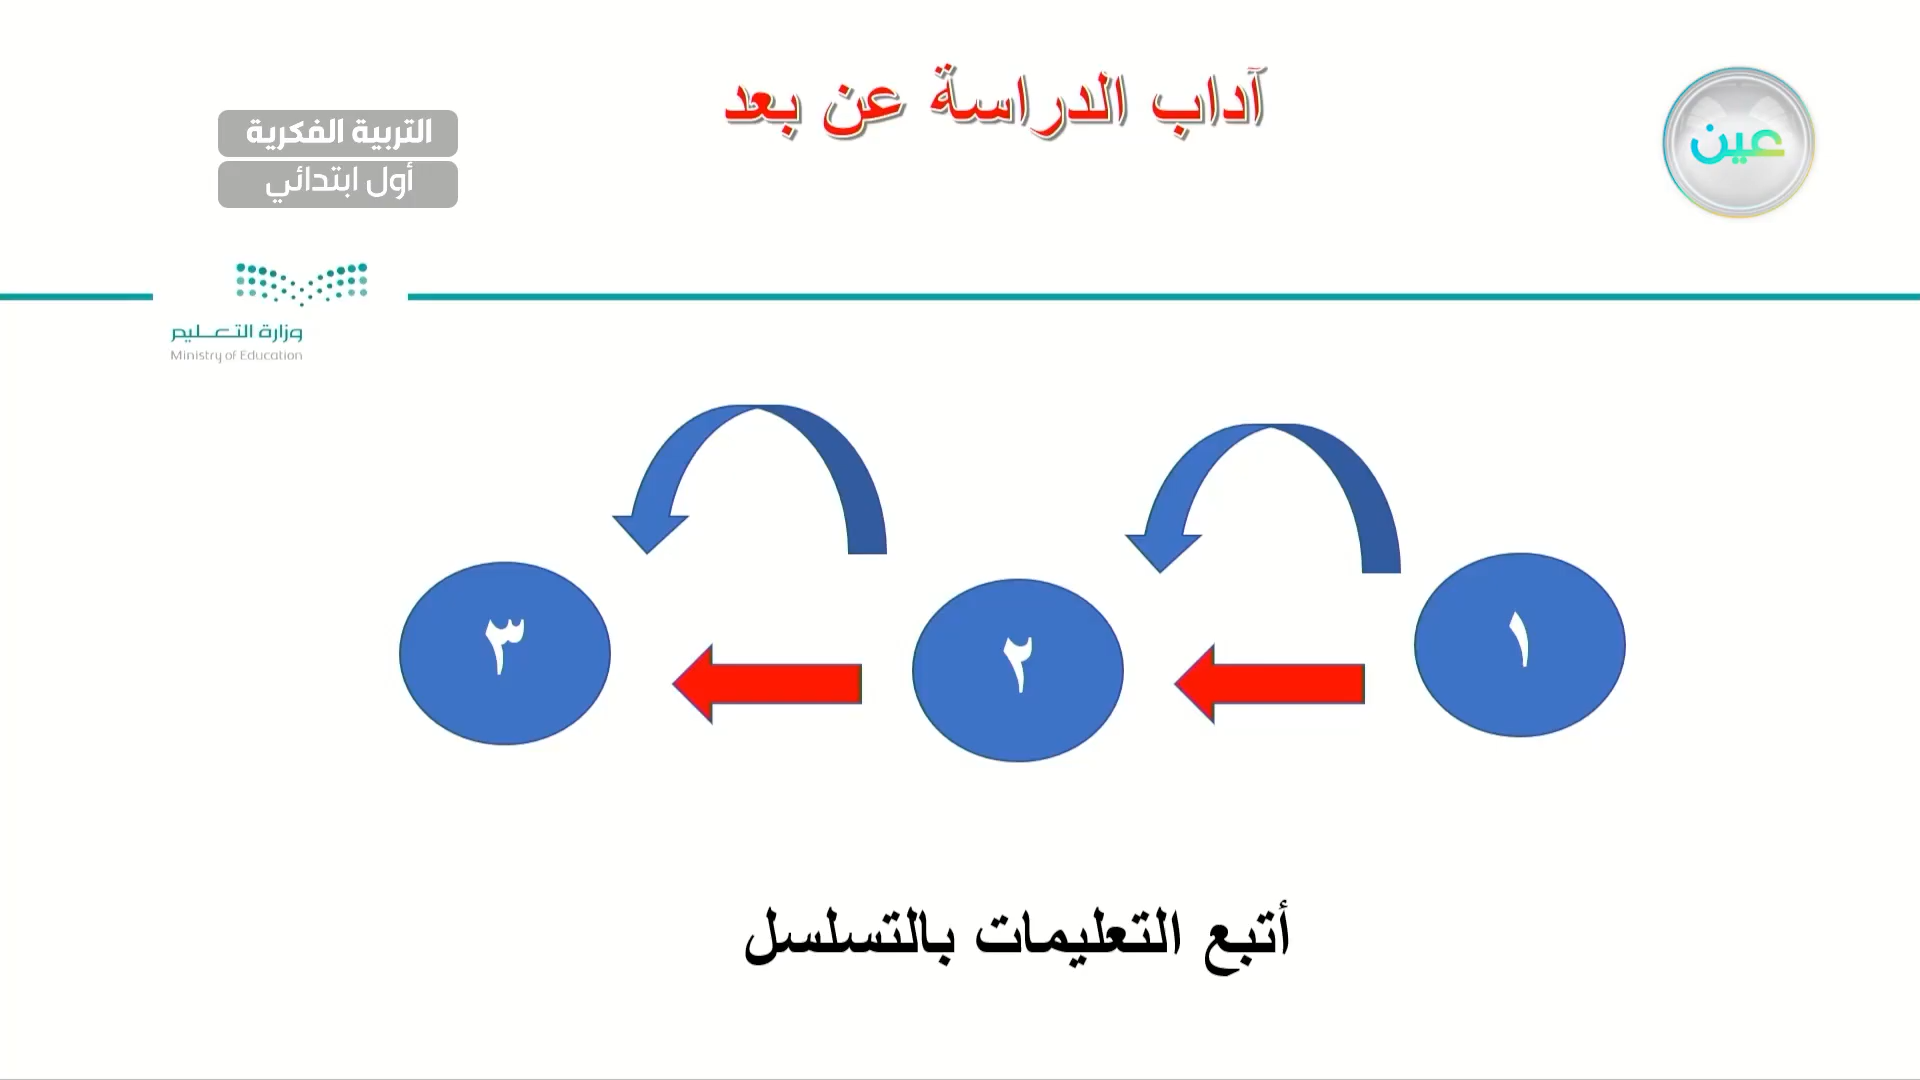 آداب الدراسة عن بعد
عين
التربية الفكرية
أول ابتدائي
وزارة التعـــليم
Ministry of Education
١
٢
٣
أتبع التعليمات بالتسلسل